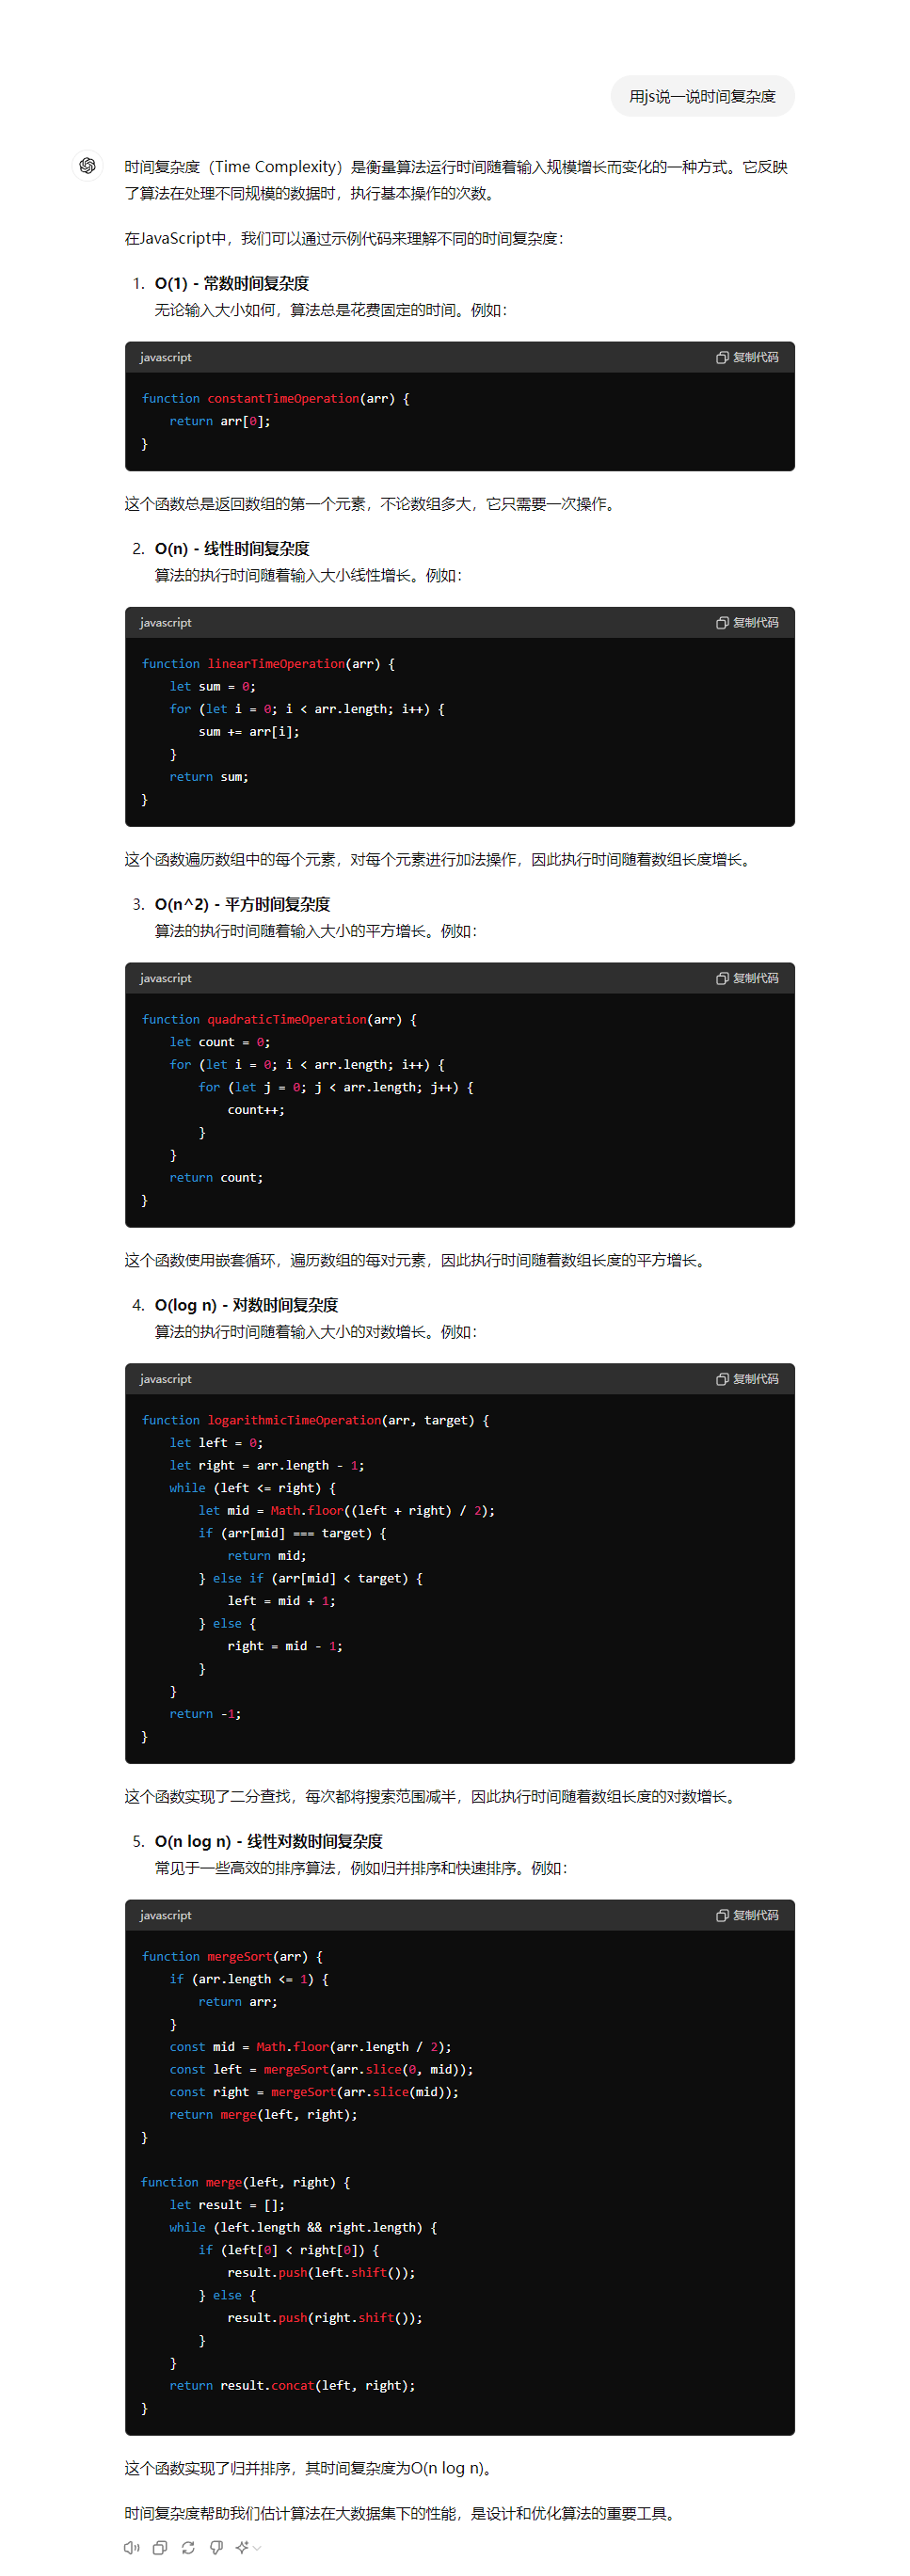 用js说一说时间复杂度
时间复杂度（Time Complexity）是衡量算法运行时间随着输入规模增长而变化的一种方式。它反映
了算法在处理不同规模的数据时，执行基本操作的次数。
在JavaScript中，我们可以通过示例代码来理解不同的时间复杂度：
1. O(1) - 常数时间复杂度
无论输入大小如何，算法总是花费固定的时间。例如：
javascript 复制代码
function constantTimeOperation(arr) {
    return arr[0];
}
这个函数总是返回数组的第一个元素，不论数组多大，它只需要一次操作。
2. O(n) - 线性时间复杂度
算法的执行时间随着输入大小线性增长。例如：
javascript 复制代码
function linearTimeOperation(arr) {
    let sum = 0;
    for (let i = 0; i < arr.length; i++) {
        sum += arr[i];
    }
    return sum;
}
这个函数遍历数组中的每个元素，对每个元素进行加法操作，因此执行时间随着数组长度增长。
3. O(n^2) - 平方时间复杂度
算法的执行时间随着输入大小的平方增长。例如：
javascript 复制代码
function quadraticTimeOperation(arr) {
    let count = 0;
    for (let i = 0; i < arr.length; i++) {
        for (let j = 0; j < arr.length; j++) {
            count++;
        }
    }
    return count;
}
这个函数使用嵌套循环，遍历数组的每对元素，因此执行时间随着数组长度的平方增长。
4. O(log n) - 对数时间复杂度
算法的执行时间随着输入大小的对数增长。例如：
javascript 复制代码
function logarithmicTimeOperation(arr, target) {
    let left = 0;
    let right = arr.length - 1;
    while (left <= right) {
        let mid = Math.floor((left + right) / 2);
        if (arr[mid] === target) {
            return mid;
        } else if (arr[mid] < target) {
            left = mid + 1;
        } else {
            right = mid - 1;
        }
    }
    return -1;
}
这个函数实现了二分查找，每次都将搜索范围减半，因此执行时间随着数组长度的对数增长。
5. O(n log n) - 线性对数时间复杂度
常见于一些高效的排序算法，例如归并排序和快速排序。例如：
javascript 复制代码
function mergeSort(arr) {
    if (arr.length <= 1) {
        return arr;
    }
    const mid = Math.floor(arr.length / 2);
    const left = mergeSort(arr.slice(0, mid));
    const right = mergeSort(arr.slice(mid));
    return merge(left, right);
}
function merge(left, right) {
    let result = [];
    while (left.length && right.length) {
        if (left[0] < right[0]) {
            result.push(left.shift());
        } else {
            result.push(right.shift());
        }
    }
    return result.concat(left, right);
}
这个函数实现了归并排序，其时间复杂度为O(n log n)。
时间复杂度帮助我们估计算法在大数据集下的性能，是设计和优化算法的重要工具。